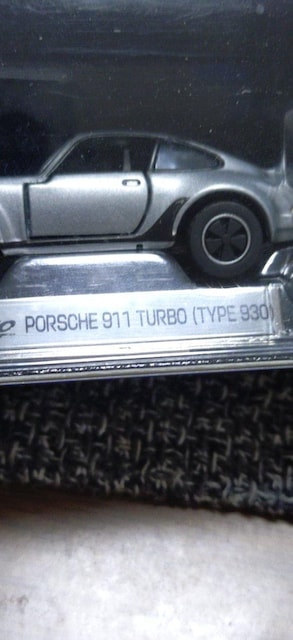 PORSCHE 911 TURBO (TYPE 930)